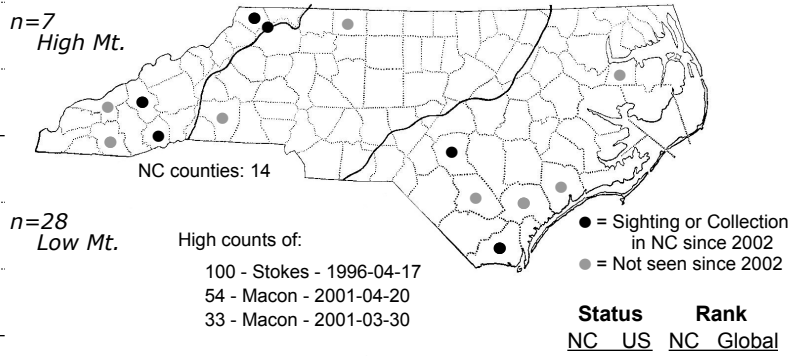 n=7
High Mt.
NC counties: 14
n=28
Low Mt.
High counts of:
100 - Stokes - 1996-04-17
54 - Macon - 2001-04-20
33 - Macon - 2001-03-30
= Sighting or Collection
in NC since 2002
= Not seen since 2002
Status Rank
NC US NC Global